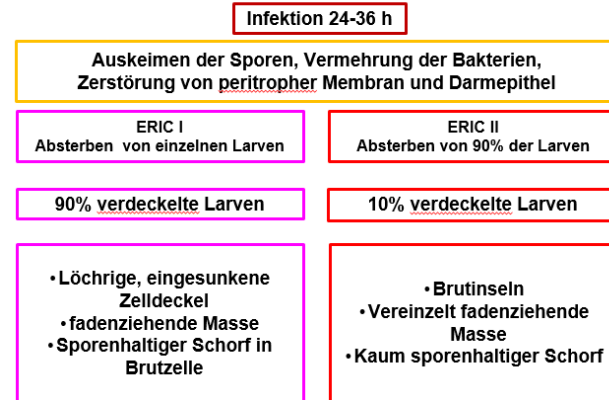 Infektion 24-36 h
Auskeimen der Sporen, Vermehrung der Bakterien,
Zerstörung von peritropher Membran und Darmepithel
ERIC I
Absterben von einzelnen Larven
ERIC II
Absterben von 90% der Larven
90% verdeckelte Larven
10% verdeckelte Larven
•Löchrige, eingesunkene
Zelldeckel
•fadenziehende Masse
•Sporenhaltiger Schorf in
Brutzelle
•Brutinseln
•Vereinzelt fadenziehende
Masse
•Kaum sporenhaltiger Schorf